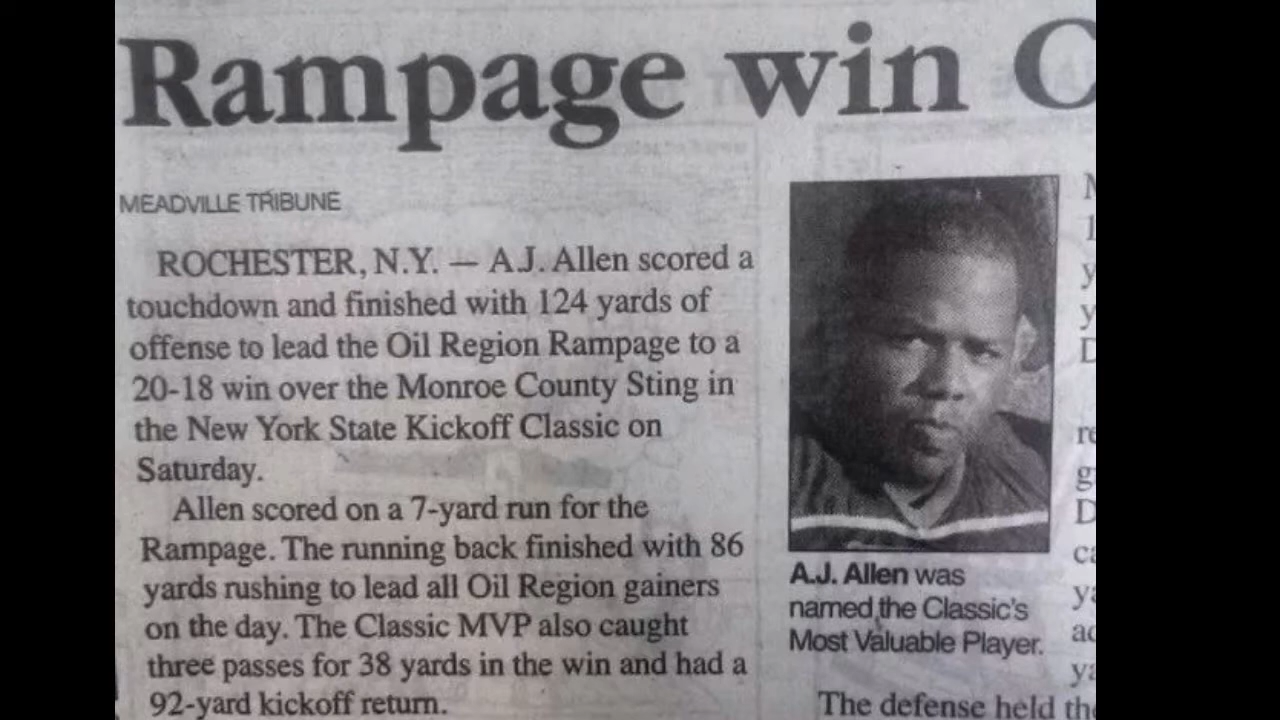 Rampage win C
MEADVILLE TRIBUNE
ROCHESTER, N.Y. — A.J. Allen scored a
touchdown and finished with 124 yards of
offense to lead the Oil Region Rampage to a
20-18 win over the Monroe County Sting in
the New York State Kickoff Classic on
Saturday.
Allen scored on a 7-yard run for the
Rampage. The running back finished with 86
yards rushing to lead all Oil Region gainers
on the day. The Classic MVP also caught
three passes for 38 yards in the win and had a
92-yard kickoff return.
A.J. Allen was
named the Classic's
Most Valuable Player.
The defense held the